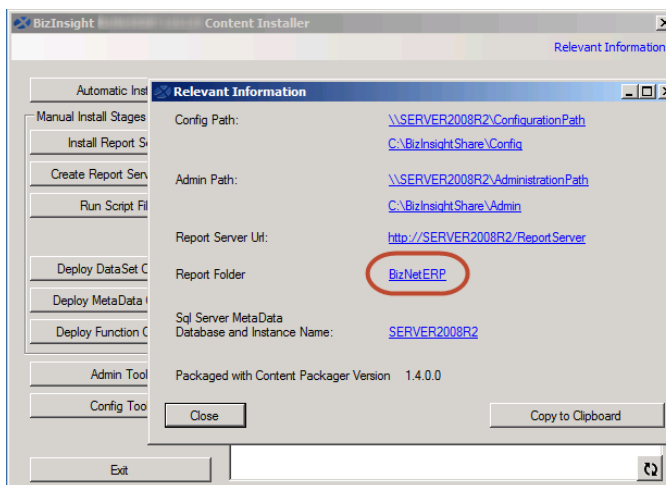 BizInsight Content Installer
Relevant Information
Automatic Inst
Manual Install Stages
Install Report S
Create Report Serv
Run Script Fil
Deploy DataSet C
Deploy MetaData
Deploy Function C
Admin Tool
Config Too
Exit
Relevant Information
Config Path: \\SERVER2008R2\ConfigurationPath
C:\BizInsightShare\Config
Admin Path: \\SERVER2008R2\AdministrationPath
C:\BizInsightShare\Admin
Report Server Url: http://SERVER2008R2/ReportServer
Report Folder BizNetERP
Sql Server MetaData
Database and Instance Name: SERVER2008R2
Packaged with Content Packager Version 1.4.0.0
Close Copy to Clipboard